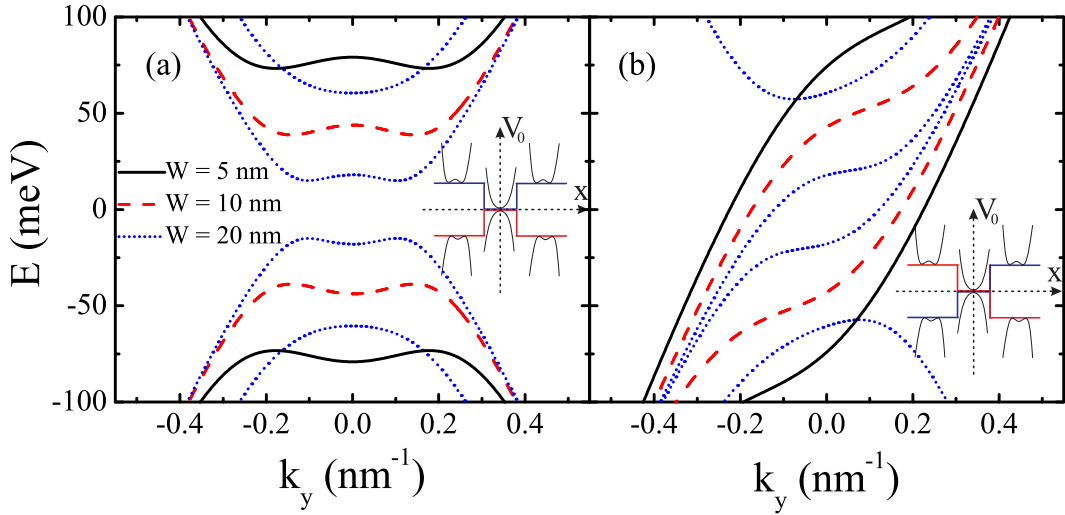 E (meV)
100
50
0
-50
-100
(a)
W = 5 nm
W = 10 nm
W = 20 nm
V0
x
-0.4 -0.2 0.0 0.2 0.4
ky (nm-1)
(b)
V0
x
-0.4 -0.2 0.0 0.2 0.4
ky (nm-1)